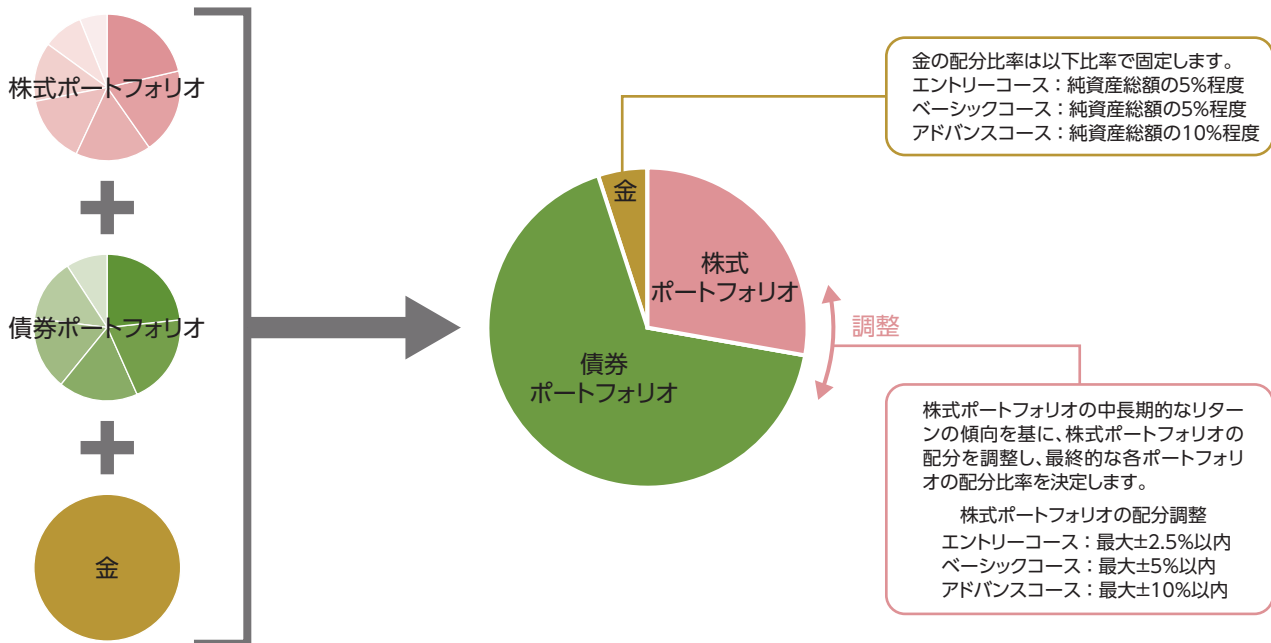 株式ポートフォリオ
債券ポートフォリオ
金
金
株式
ポートフォリオ
債券
ポートフォリオ
調整
金の配分比率は以下比率で固定します。
エントリーコース：純資産総額の5%程度
ベーシックコース：純資産総額の5%程度
アドバンスコース：純資産総額の10%程度
株式ポートフォリオの中長期的なリター
ンの傾向を基に、株式ポートフォリオの
配分を調整し、最終的な各ポートフォリ
オの配分比率を決定します。
株式ポートフォリオの配分調整
エントリーコース：最大±2.5%以内
ベーシックコース：最大±5%以内
アドバンスコース：最大±10%以内